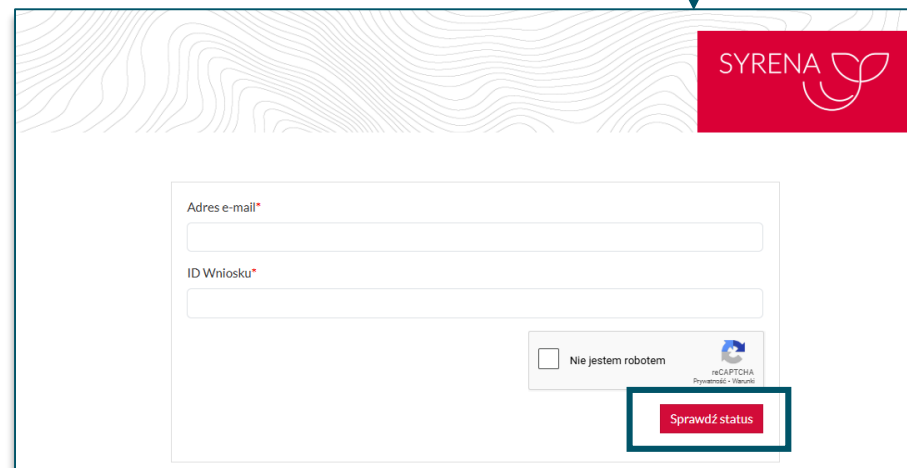 SYRENA
Adres e-mail*
ID Wniosku*
Nie jestem robotem
reCAPTCHA
Prywatność - Warunki
Sprawdź status